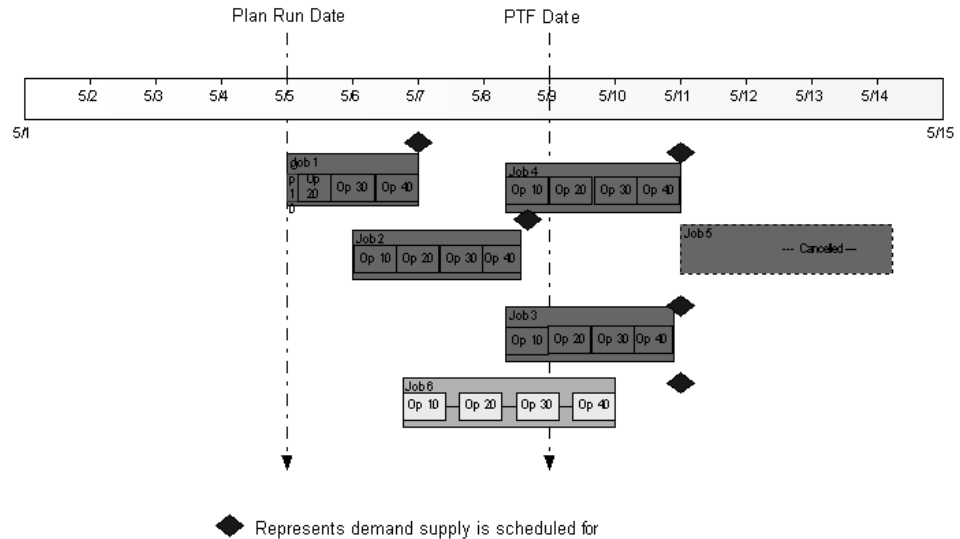 Plan Run Date
PTF Date
5/2 5/3 5/4 5/5 5/6 5/7 5/8 5/9 5/10 5/11 5/12 5/13 5/14
5/1
5/15
Job 1
Op 20
Op 30
Op 40
Job 4
Op 10
Op 20
Op 30
Op 40
Job 2
Op 10
Op 20
Op 30
Op 40
Job 5
--- Cancelled ---
Job 3
Op 10
Op 20
Op 30
Op 40
Job 6
Op 10
Op 20
Op 30
Op 40
Represents demand supply is scheduled for